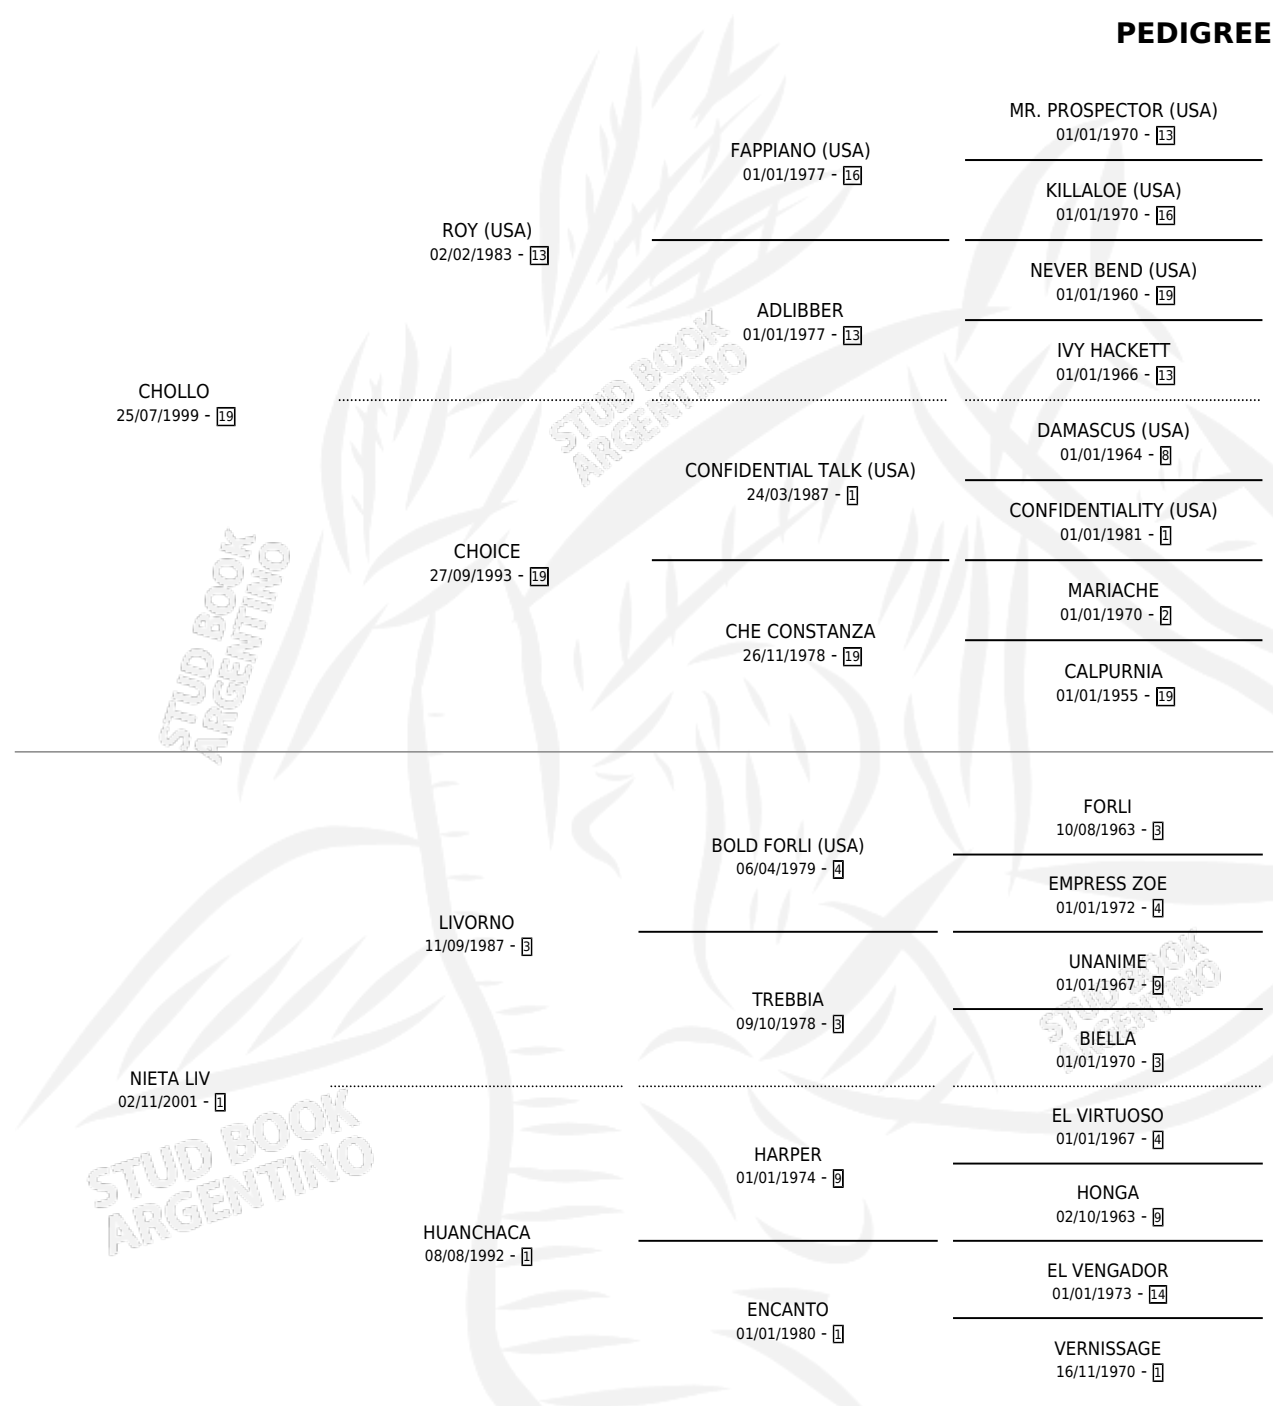 PEDIGREE
MR. PROSPECTOR (USA)
01/01/1970 - 13
FAPPIANO (USA)
01/01/1977 - 16
KILLALOE (USA)
01/01/1970 - 16
ROY (USA)
02/02/1983 - 13
NEVER BEND (USA)
01/01/1960 - 19
ADLIBBER
01/01/1977 - 13
IVY HACKETT
01/01/1966 - 13
CHOLLO
25/07/1999 - 19
DAMASCUS (USA)
01/01/1964 - 8
CONFIDENTIAL TALK (USA)
24/03/1987 - 1
CONFIDENTIALITY (USA)
01/01/1981 - 1
CHOICE
27/09/1993 - 19
MARIACHE
01/01/1970 - 2
CHE CONSTANZA
26/11/1978 - 19
CALPURNIA
01/01/1955 - 19
STUD BOOK
ARGENTINO
STUD BOOK
ARGENTINO
FORLI
10/08/1963 - 3
BOLD FORLI (USA)
06/04/1979 - 4
EMPRESS ZOE
01/01/1972 - 4
LIVORNO
11/09/1987 - 3
UNANIME
01/01/1967 - 9
TREBBIA
09/10/1978 - 3
BIELLA
01/01/1970 - 3
NIETA LIV
02/11/2001 - 1
EL VIRTUOSO
01/01/1967 - 4
HARPER
01/01/1974 - 9
HONGA
02/10/1963 - 9
HUANCHACA
08/08/1992 - 1
EL VENGADOR
01/01/1973 - 14
ENCANTO
01/01/1980 - 1
VERNISSAGE
16/11/1970 - 1
STUD BOOK
ARGENTINO
STUD BOOK
ARGENTINO